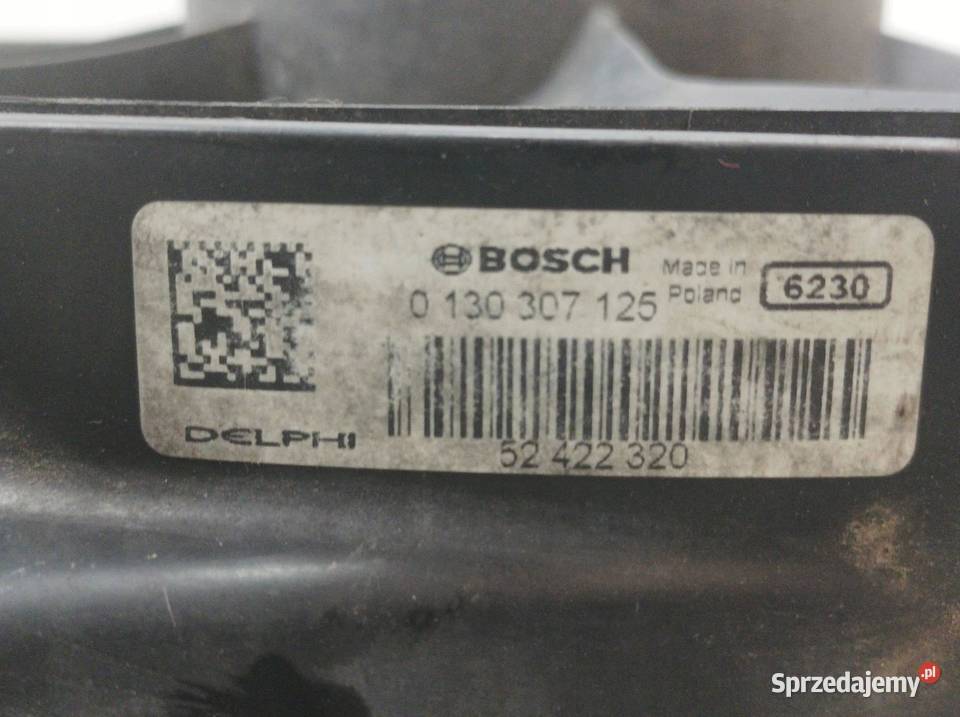 BOSCH
Made in
Poland
6230
0 130 307 125
DELPHI
52 422 320
Sprzedajemy.pl